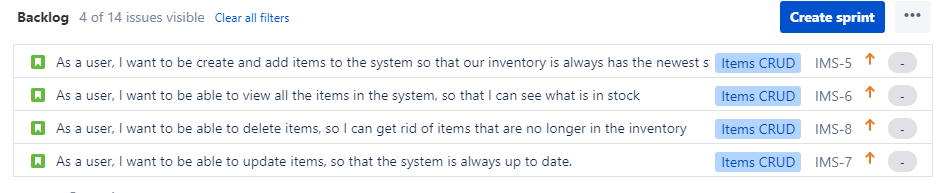 Backlog 4 of 14 issues visible Clear all filters Create sprint •••
As a user, I want to be create and add items to the system so that our inventory is always has the newest s Items CRUD IMS-5 -
As a user, I want to be able to view all the items in the system, so that I can see what is in stock Items CRUD IMS-6 -
As a user, I want to be able to delete items, so I can get rid of items that are no longer in the inventory Items CRUD IMS-8 -
As a user, I want to be able to update items, so that the system is always up to date. Items CRUD IMS-7 -